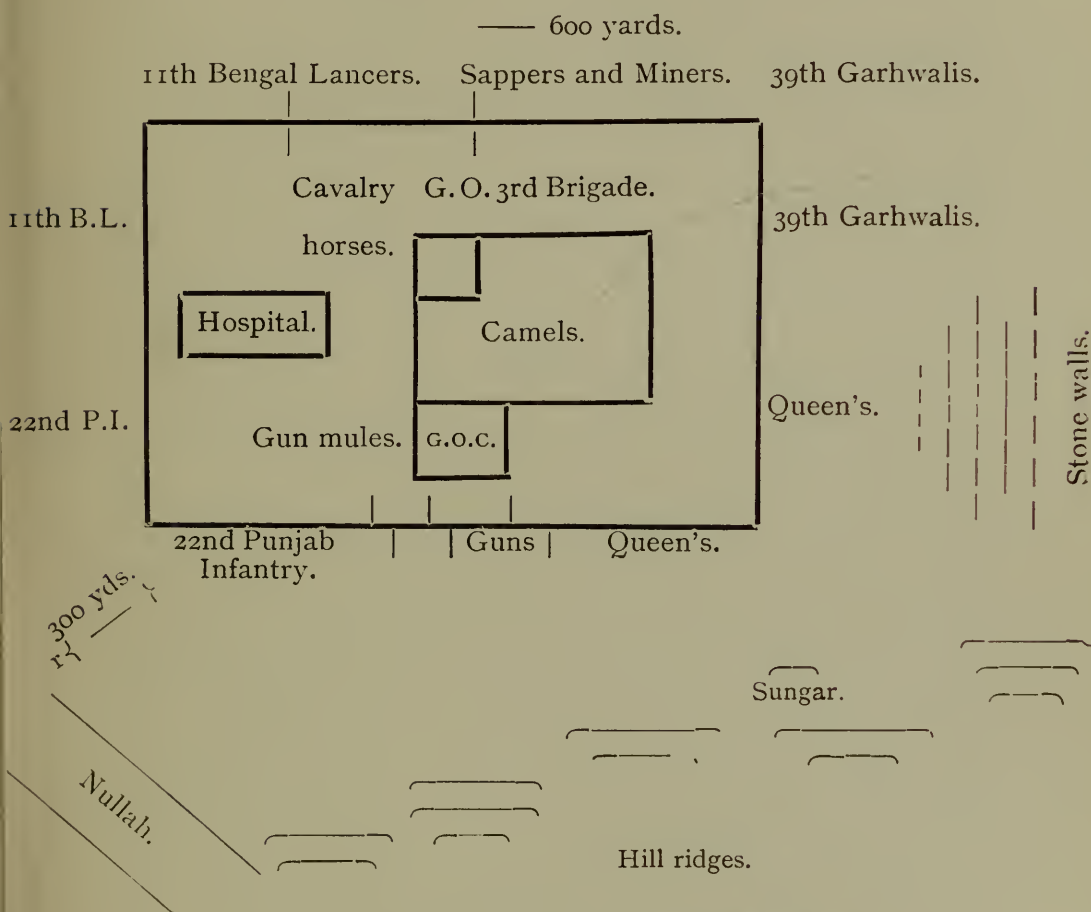 600 yards.
11th Bengal Lancers. Sappers and Miners. 39th Garhwalis.
Cavalry G.O. 3rd Brigade.
11th B.L. 39th Garhwalis.
horses.
Hospital.
Camels.
Stone walls.
22nd P.I. Queen's.
Gun mules. G.O.C.
22nd Punjab Guns Queen's.
Infantry.
300 yds.
Sungar.
Nullah.
Hill ridges.